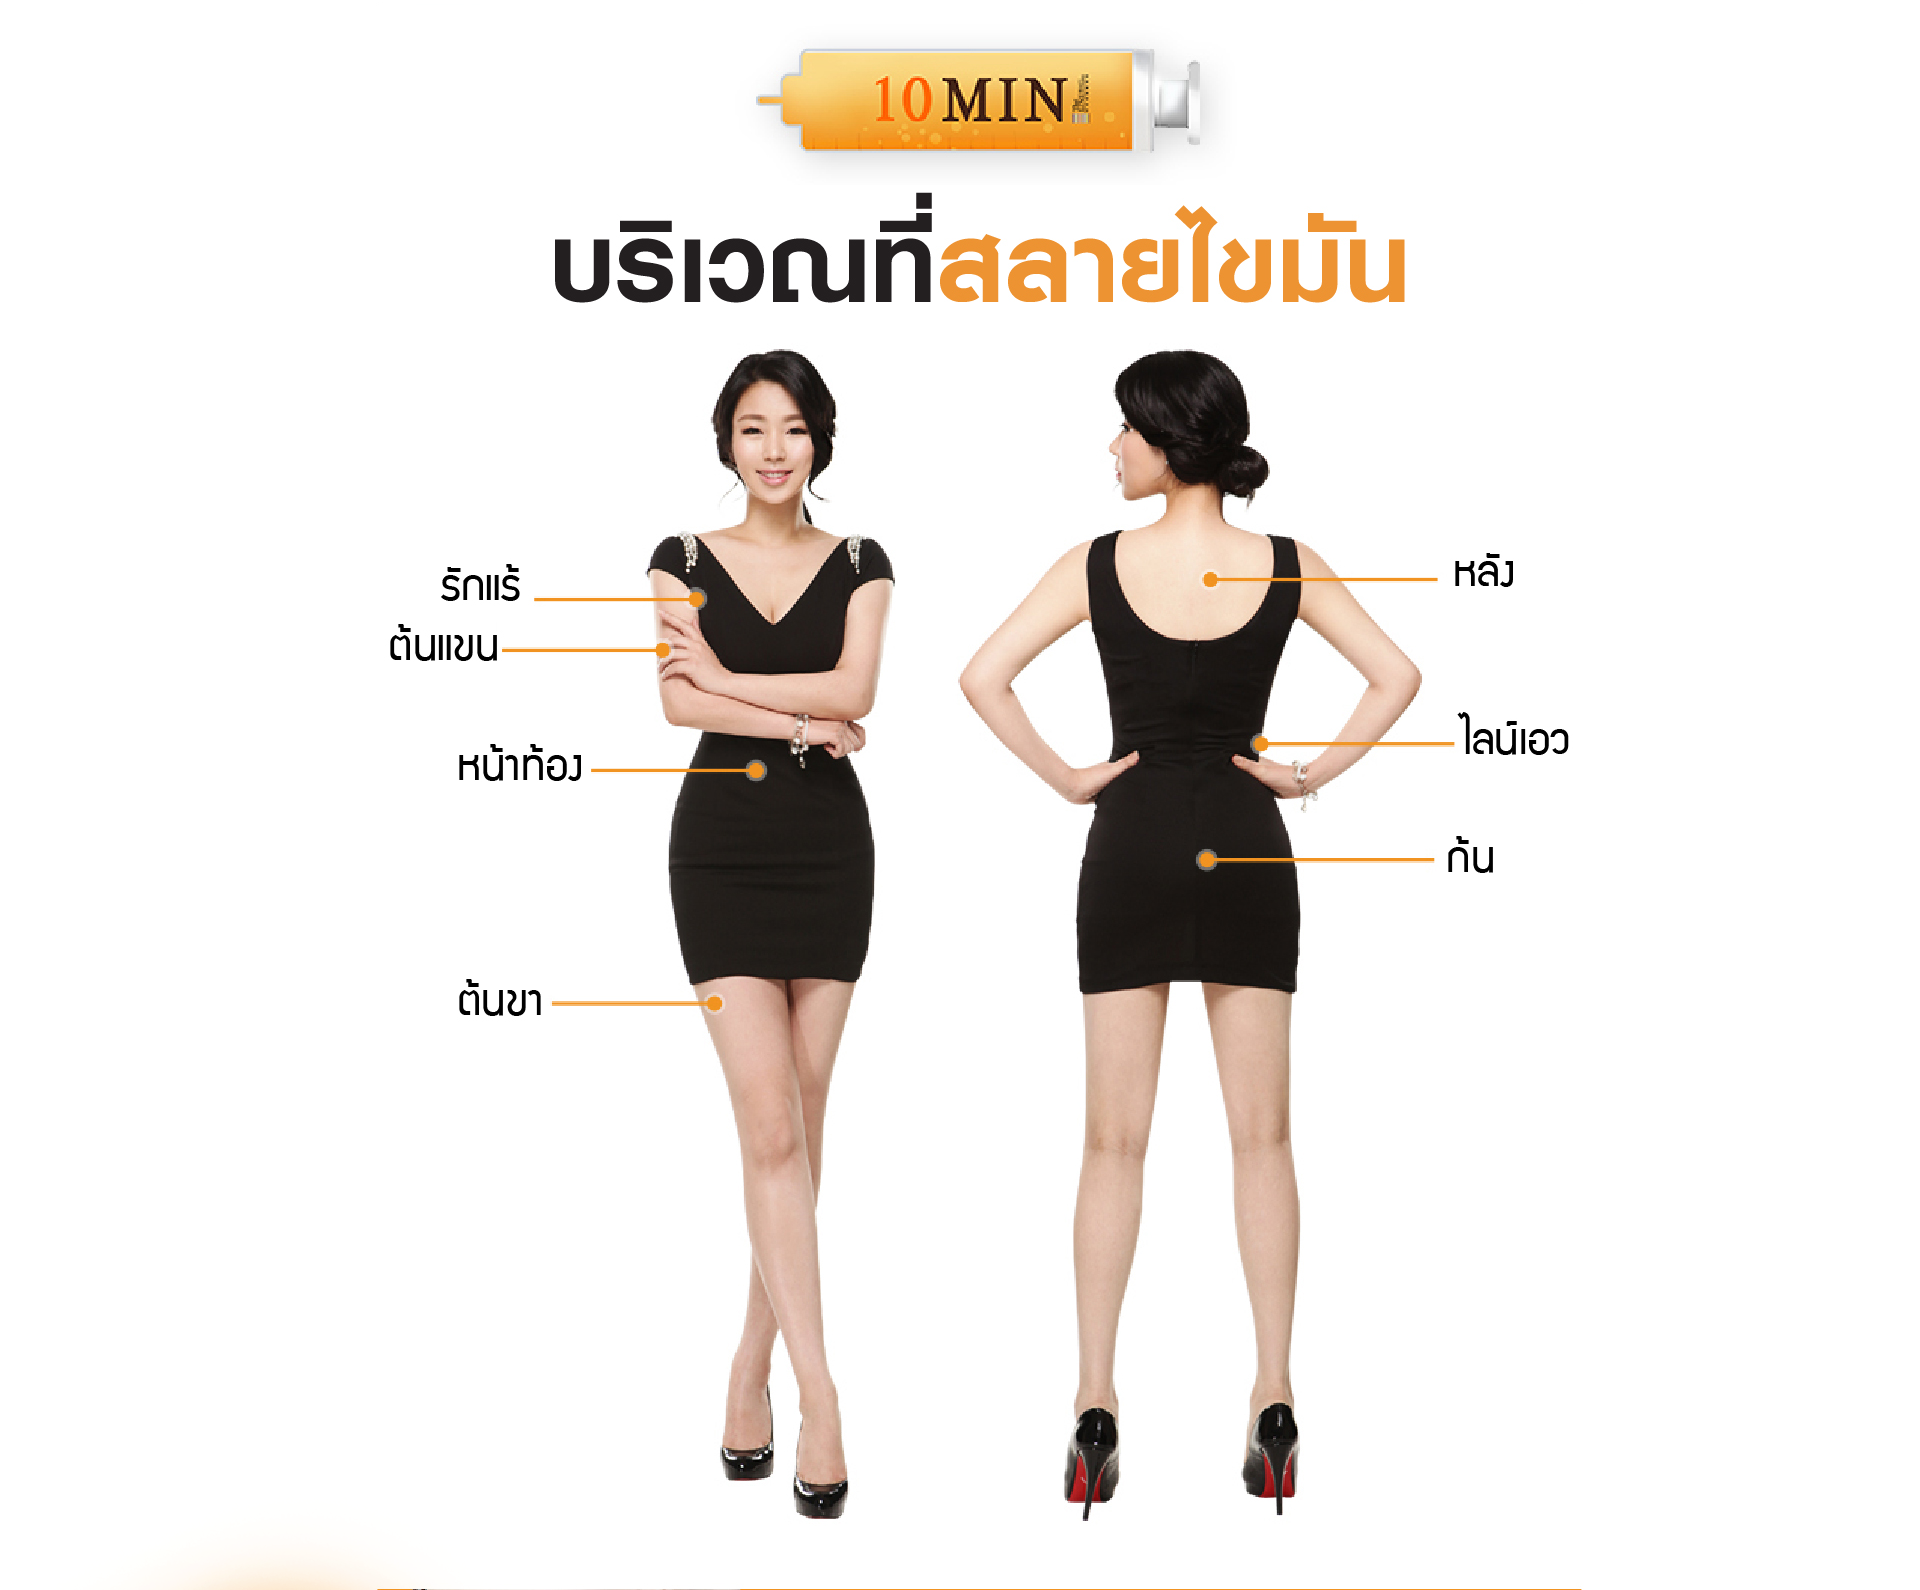 10 MIN
บริเวณที่สลายไขมัน
รักแร้
ต้นแขน
หน้าท้อง
ต้นขา
หลัง
ไลน์เอว
ก้น